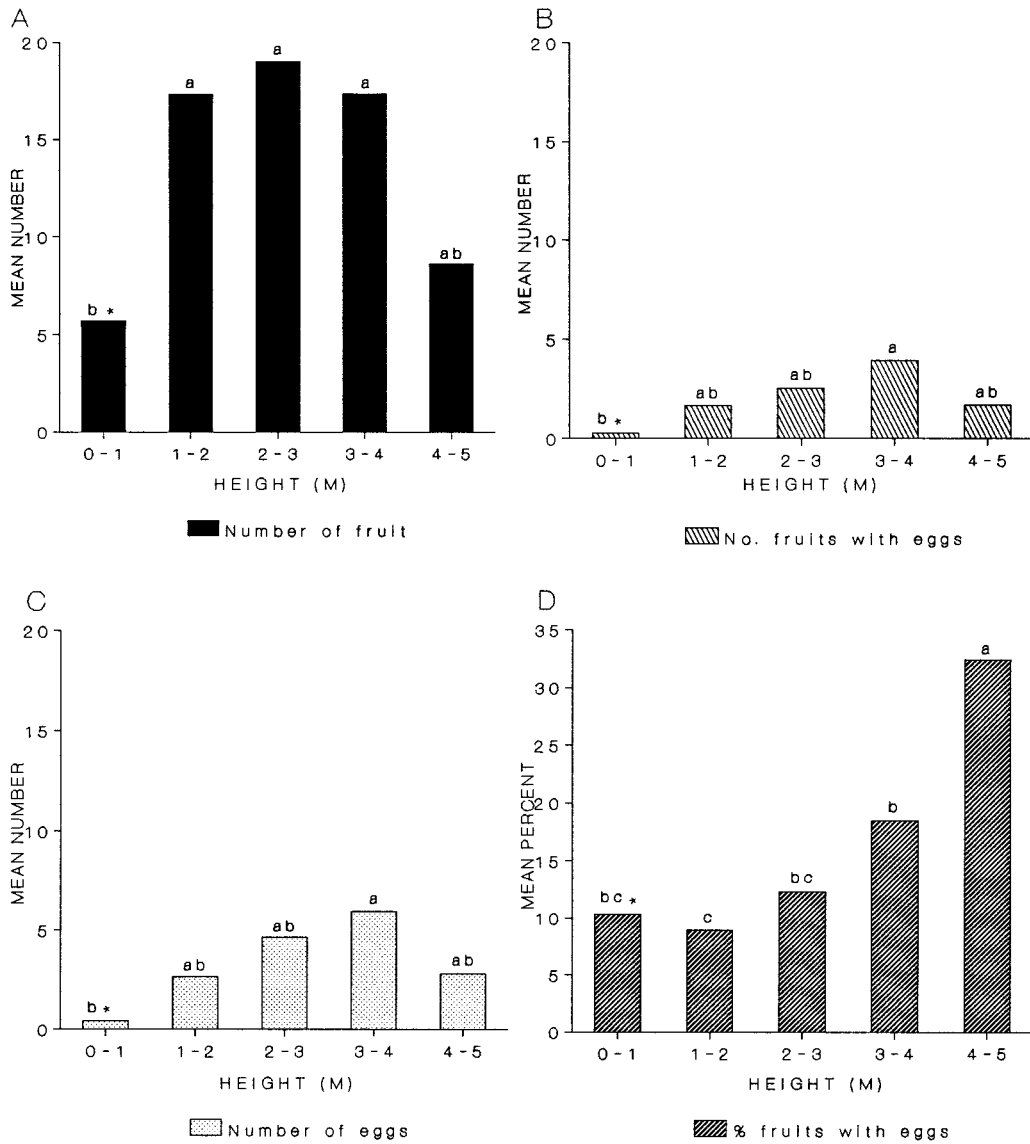 A
20
15
10
5
0
MEAN NUMBER
b *
a
a
a
ab
0-1 1-2 2-3 3-4 4-5
HEIGHT (M)
Number of fruit
B
20
15
10
5
0
MEAN NUMBER
b *
ab
ab
a
ab
0-1 1-2 2-3 3-4 4-5
HEIGHT (M)
No. fruits with eggs
C
20
15
10
5
0
MEAN NUMBER
b *
ab
ab
a
ab
0-1 1-2 2-3 3-4 4-5
HEIGHT (M)
Number of eggs
D
35
30
25
20
15
10
5
0
MEAN PERCENT
bc *
c
bc
b
a
0-1 1-2 2-3 3-4 4-5
HEIGHT (M)
% fruits with eggs